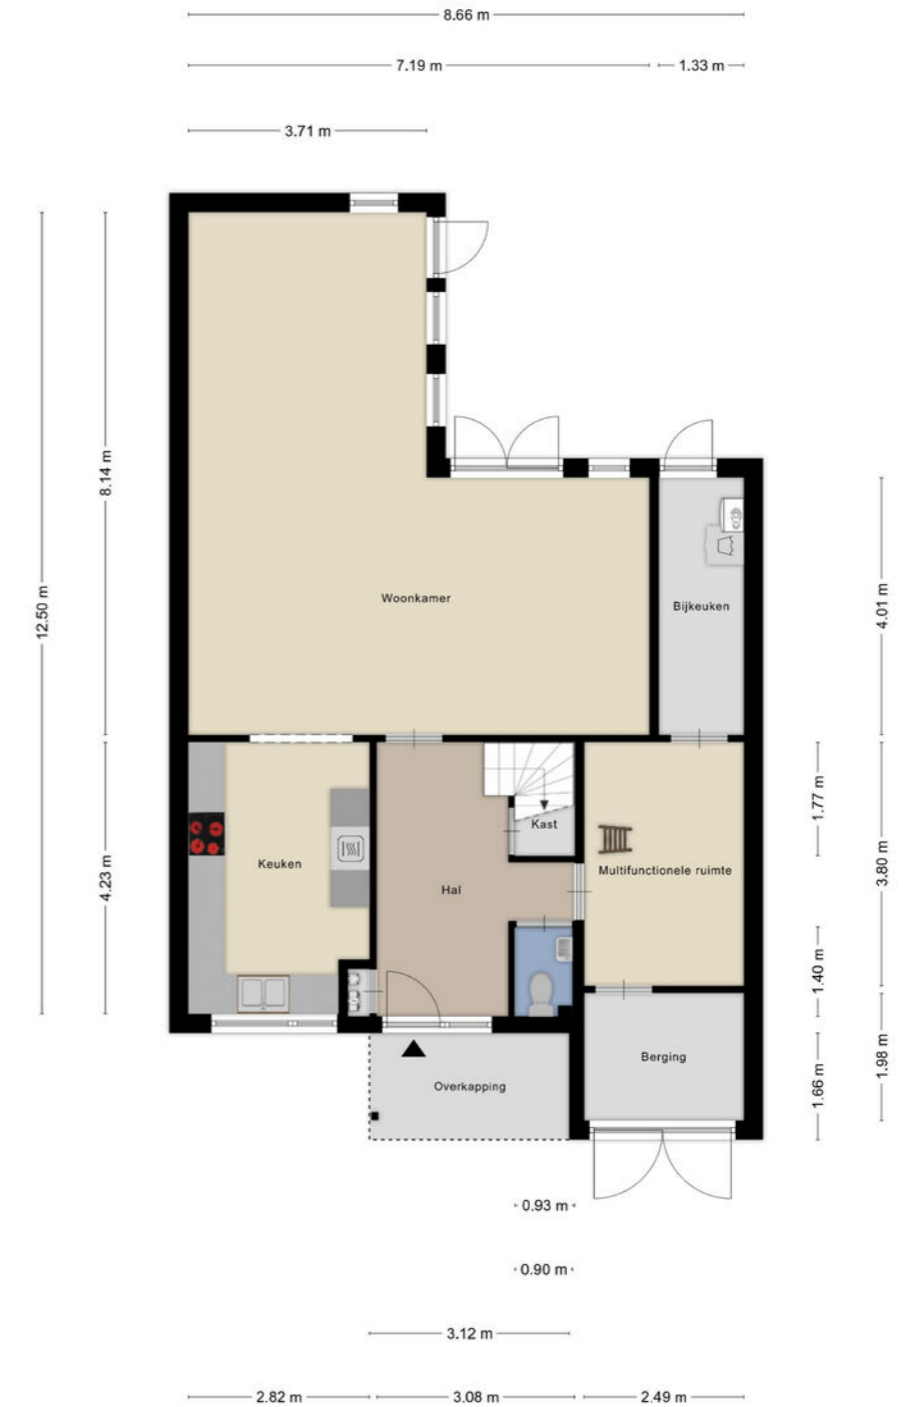 8.66 m
7.19 m
1.33 m
3.71 m
8.14 m
12.50 m
4.01 m
Woonkamer
Bijkeuken
1.77 m
Kast
3.80 m
Keuken
Multifunctionele ruimte
4.23 m
Hal
1.40 m
Berging
1.98 m
Overkapping
1.66 m
0.93 m
0.90 m
3.12 m
2.82 m
3.08 m
2.49 m